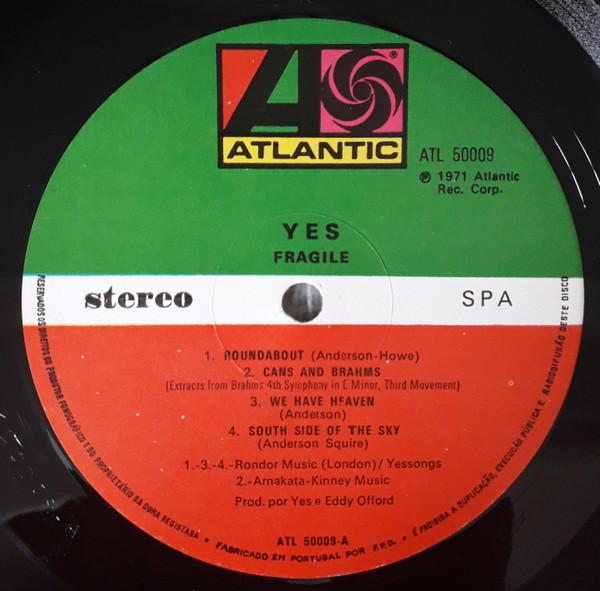 ATLANTIC
®
ATL 50009
℗ 1971 Atlantic
Rec. Corp.
YES
FRAGILE
stereo
SPA
1. ROUNDABOUT (Anderson-Howe)
2. CANS AND BRAHMS
(Extracts from Brahms 4th Symphony in E Minor, Third Movement)
3. WE HAVE HEAVEN
(Anderson)
4. SOUTH SIDE OF THE SKY
(Anderson Squire)
1.-3.-4.-Rondor Music (London)/Yessongs
2.-Arnakata-Kinney Music
Prod. por Yes e Eddy Offord
ATL 50009-A
RESERVADOS OS DIREITOS DO PRODUTOR FONOGRÁFICO E DO PROPRIETÁRIO DA OBRA REGISTADA • FABRICADO EM PORTUGAL POR F.P.D. • É PROIBIDA A DUPLICAÇÃO, EXECUÇÃO PÚBLICA E RADIODIFUSÃO DESTE DISCO